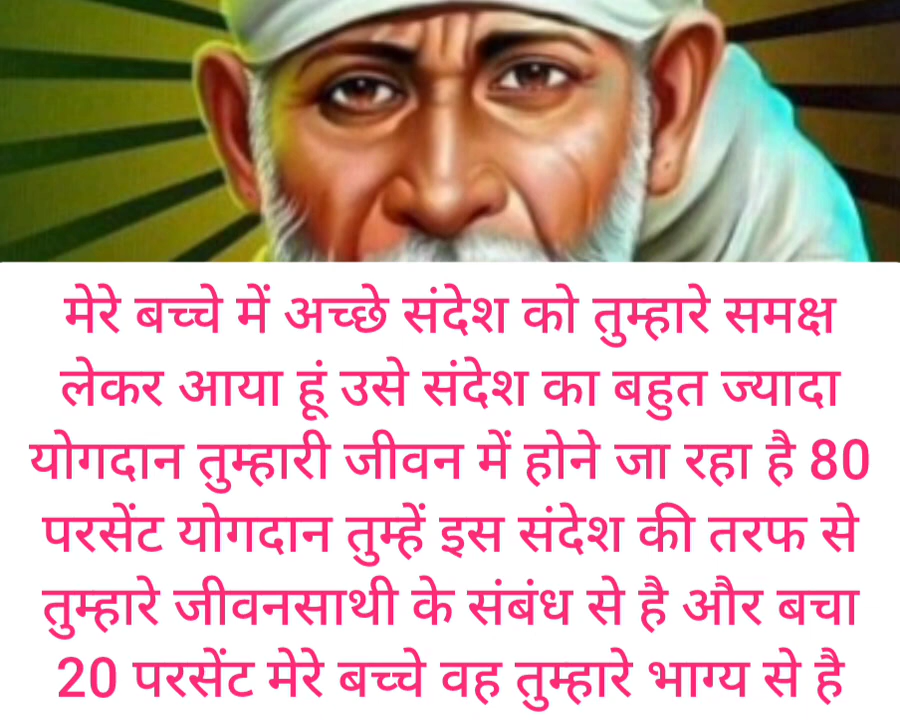 मेरे बच्चे में अच्छे संदेश को तुम्हारे समक्ष
लेकर आया हूं उसे संदेश का बहुत ज्यादा
योगदान तुम्हारी जीवन में होने जा रहा है 80
परसेंट योगदान तुम्हें इस संदेश की तरफ से
तुम्हारे जीवनसाथी के संबंध से है और बचा
20 परसेंट मेरे बच्चे वह तुम्हारे भाग्य से है